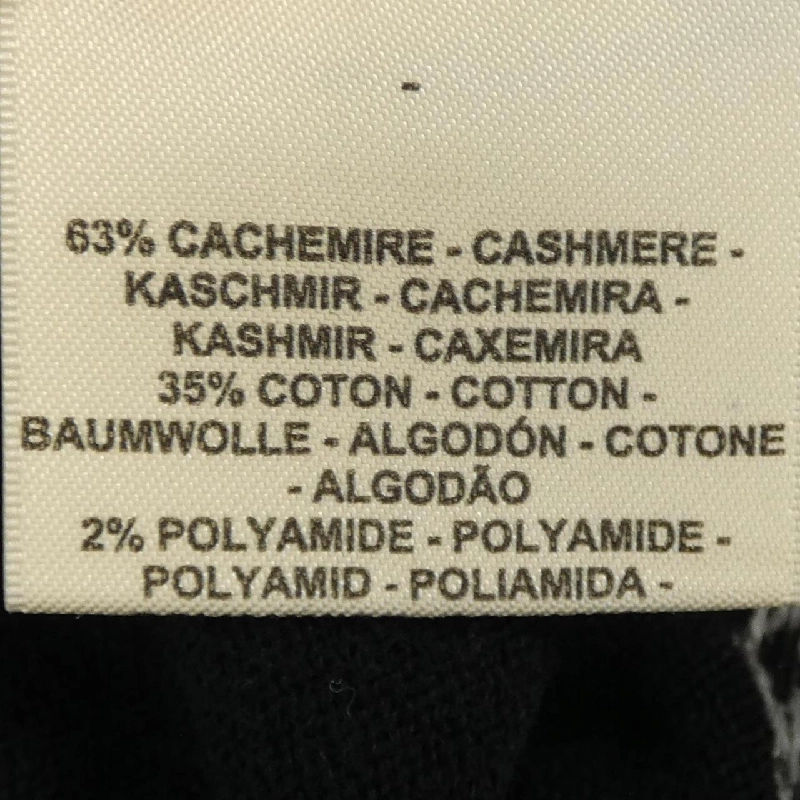 -
63% CACHEMIRE - CASHMERE -
KASCHMIR - CACHEMIRA -
KASHMIR - CAXEMIRA
35% COTON - COTTON -
BAUMWOLLE - ALGODÓN - COTONE
- ALGODÃO
2% POLYAMIDE - POLYAMIDE -
POLYAMID - POLIAMIDA -